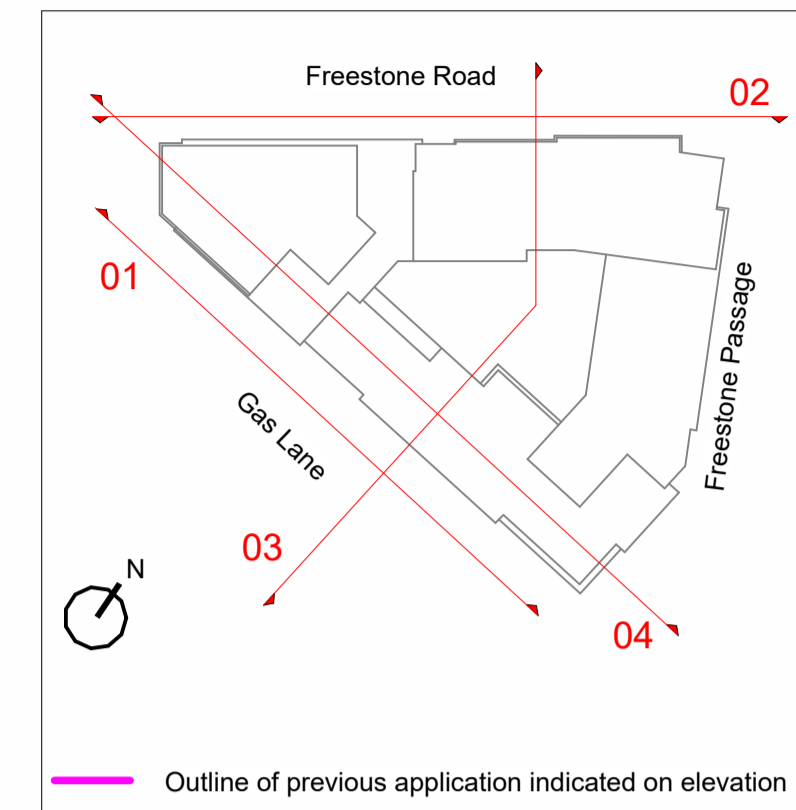 Freestone Road
02
01
Freestone Passage
Gas Lane
03
N
04
Outline of previous application indicated on elevation